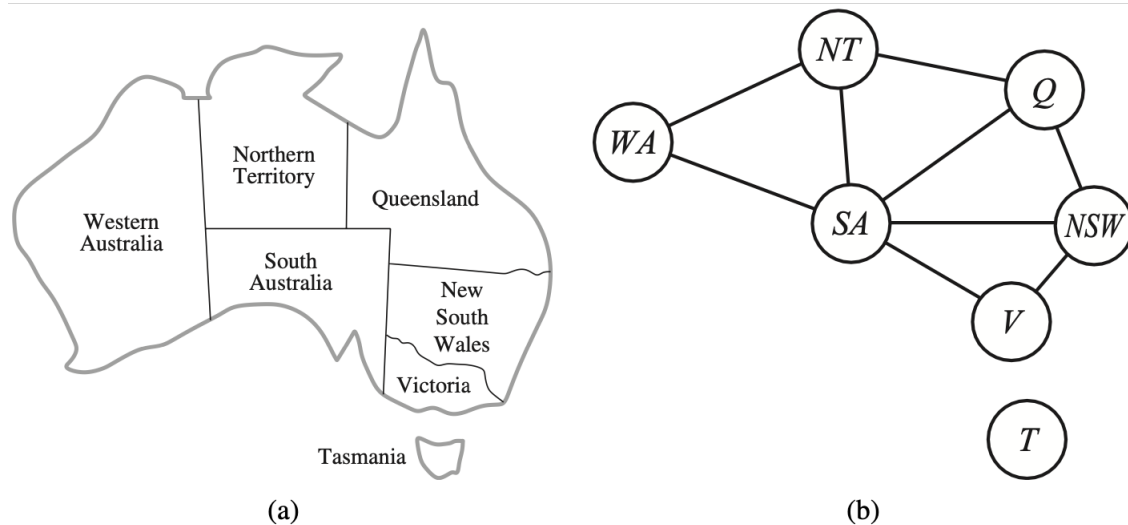 Northern
Territory
Western
Australia
Queensland
South
Australia
New
South
Wales
Victoria
Tasmania
(a)
NT
Q
WA
SA
NSW
V
T
(b)